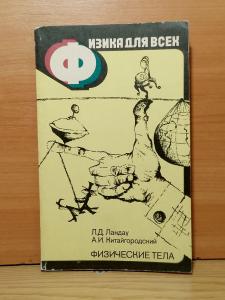 ФИЗИКА ДЛЯ ВСЕХ
Л.Д. Ландау
А.И. Китайгородский
ФИЗИЧЕСКИЕ ТЕЛА